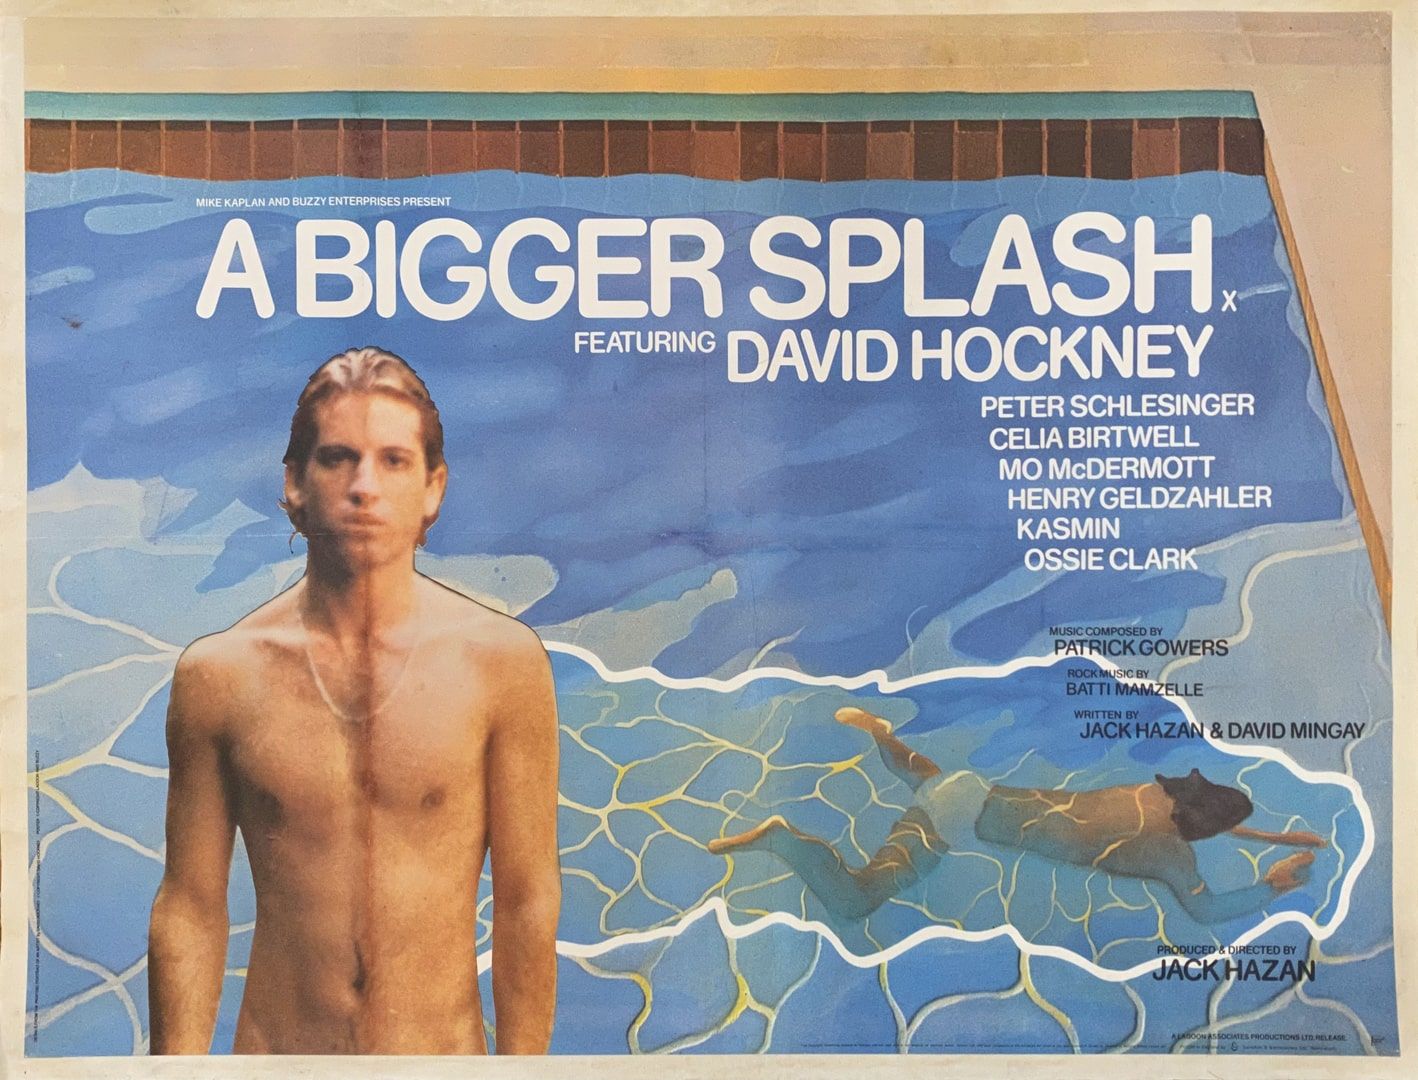 MIKE KAPLAN AND BUZZY ENTERPRISES PRESENT
A BIGGER SPLASH X
FEATURING DAVID HOCKNEY
PETER SCHLESINGER
CELIA BIRTWELL
MO McDERMOTT
HENRY GELDZAHLER
KASMIN
OSSIE CLARK
MUSIC COMPOSED BY
PATRICK GOWERS
ROCK MUSIC BY
BATTI MAMZELLE
WRITTEN BY
JACK HAZAN & DAVID MINGAY
PRODUCED & DIRECTED BY
JACK HAZAN
A LAGOON ASSOCIATES PRODUCTIONS LTD. RELEASE